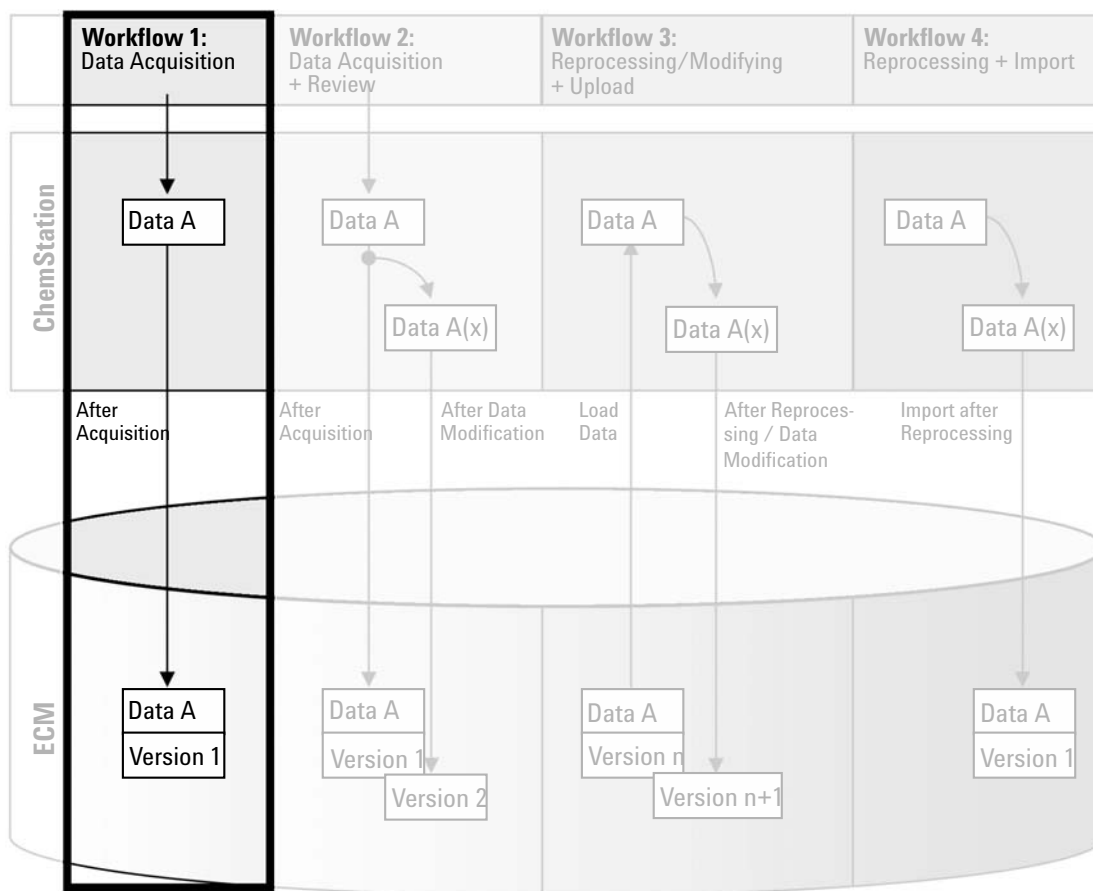 Workflow 1:
Data Acquisition
Workflow 2:
Data Acquisition
+ Review
Workflow 3:
Reprocessing/Modifying
+ Upload
Workflow 4:
Reprocessing + Import
ChemStation
Data A
Data A
Data A(x)
Data A
Data A(x)
Data A
Data A(x)
After
Acquisition
After
Acquisition
After Data
Modification
Load
Data
After Reproces-
sing / Data
Modification
Import after
Reprocessing
ECM
Data A
Version 1
Data A
Version 1
Version 2
Data A
Version n
Version n+1
Data A
Version 1